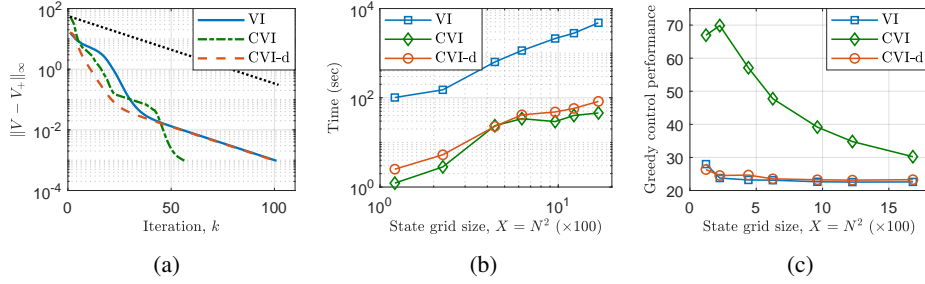 10^2
10^0
10^{-2}
10^{-4}
‖V − V_+‖_∞
0
50
100
Iteration, k
VI
CVI
CVI-d
(a)
10^4
10^2
10^0
Time (sec)
10^0
10^1
State grid size, X = N^2 (×100)
VI
CVI
CVI-d
(b)
70
60
50
40
30
20
Greedy control performance
5
10
15
State grid size, X = N^2 (×100)
VI
CVI
CVI-d
(c)